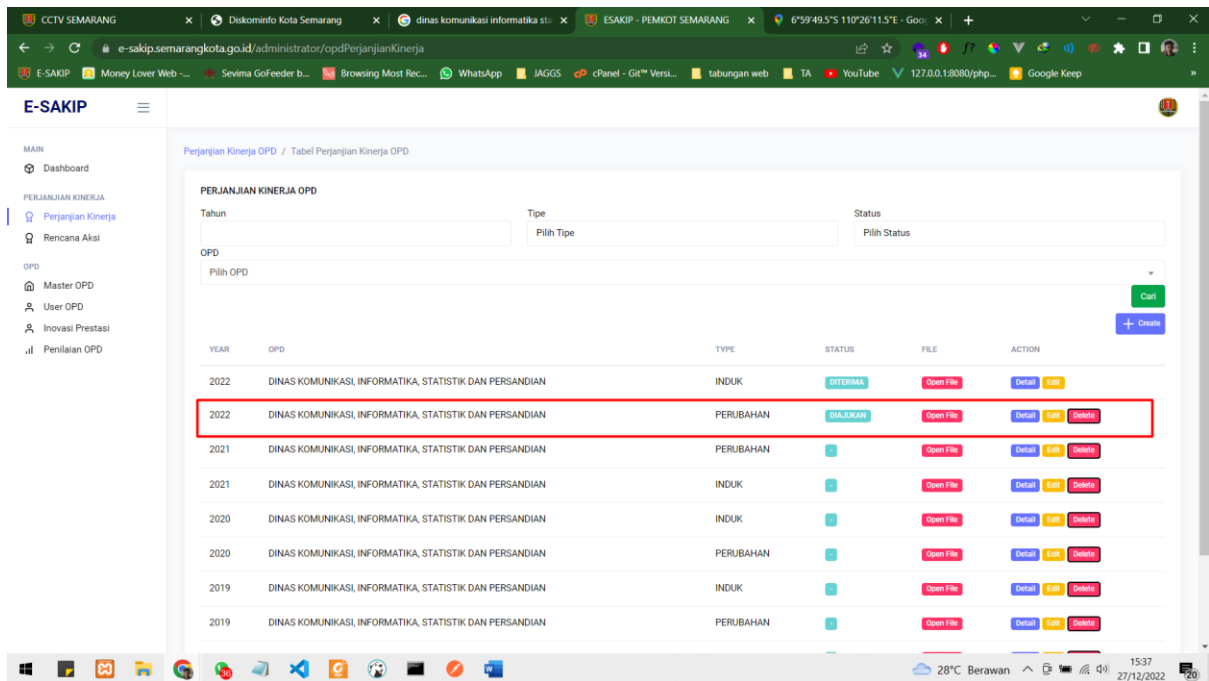 CCTV SEMARANG
Diskominfo Kota Semarang
dinas komunikasi informatika sta
ESAKIP - PEMKOT SEMARANG
6°59'49.5"S 110°26'11.5"E - Goog
e-sakip.semarangkota.go.id/administrator/opdPerjanjianKinerja
34
E-SAKIP
Money Lover Web -...
Sevima GoFeeder b...
Browsing Most Rec...
WhatsApp
JAGGS
cPanel - Git™ Versi...
tabungan web
TA
YouTube
127.0.0.1:8080/php...
Google Keep
E-SAKIP
MAIN
Dashboard
PERJANJIAN KINERJA
Perjanjian Kinerja
Rencana Aksi
OPD
Master OPD
User OPD
Inovasi Prestasi
Penilaian OPD
Perjanjian Kinerja OPD / Tabel Perjanjian Kinerja OPD
PERJANJIAN KINERJA OPD
Tahun Tipe Status
Pilih Tipe Pilih Status
OPD
Pilih OPD
Cari
+ Create
YEAR OPD TYPE STATUS FILE ACTION
2022 DINAS KOMUNIKASI, INFORMATIKA, STATISTIK DAN PERSANDIAN INDUK DITERIMA Open File Detail Edit
2022 DINAS KOMUNIKASI, INFORMATIKA, STATISTIK DAN PERSANDIAN PERUBAHAN DIAJUKAN Open File Detail Edit Delete
2021 DINAS KOMUNIKASI, INFORMATIKA, STATISTIK DAN PERSANDIAN PERUBAHAN - Open File Detail Edit Delete
2021 DINAS KOMUNIKASI, INFORMATIKA, STATISTIK DAN PERSANDIAN INDUK - Open File Detail Edit Delete
2020 DINAS KOMUNIKASI, INFORMATIKA, STATISTIK DAN PERSANDIAN INDUK - Open File Detail Edit Delete
2020 DINAS KOMUNIKASI, INFORMATIKA, STATISTIK DAN PERSANDIAN PERUBAHAN - Open File Detail Edit Delete
2019 DINAS KOMUNIKASI, INFORMATIKA, STATISTIK DAN PERSANDIAN INDUK - Open File Detail Edit Delete
2019 DINAS KOMUNIKASI, INFORMATIKA, STATISTIK DAN PERSANDIAN PERUBAHAN - Open File Detail Edit Delete
28°C Berawan
15:37
27/12/2022
20